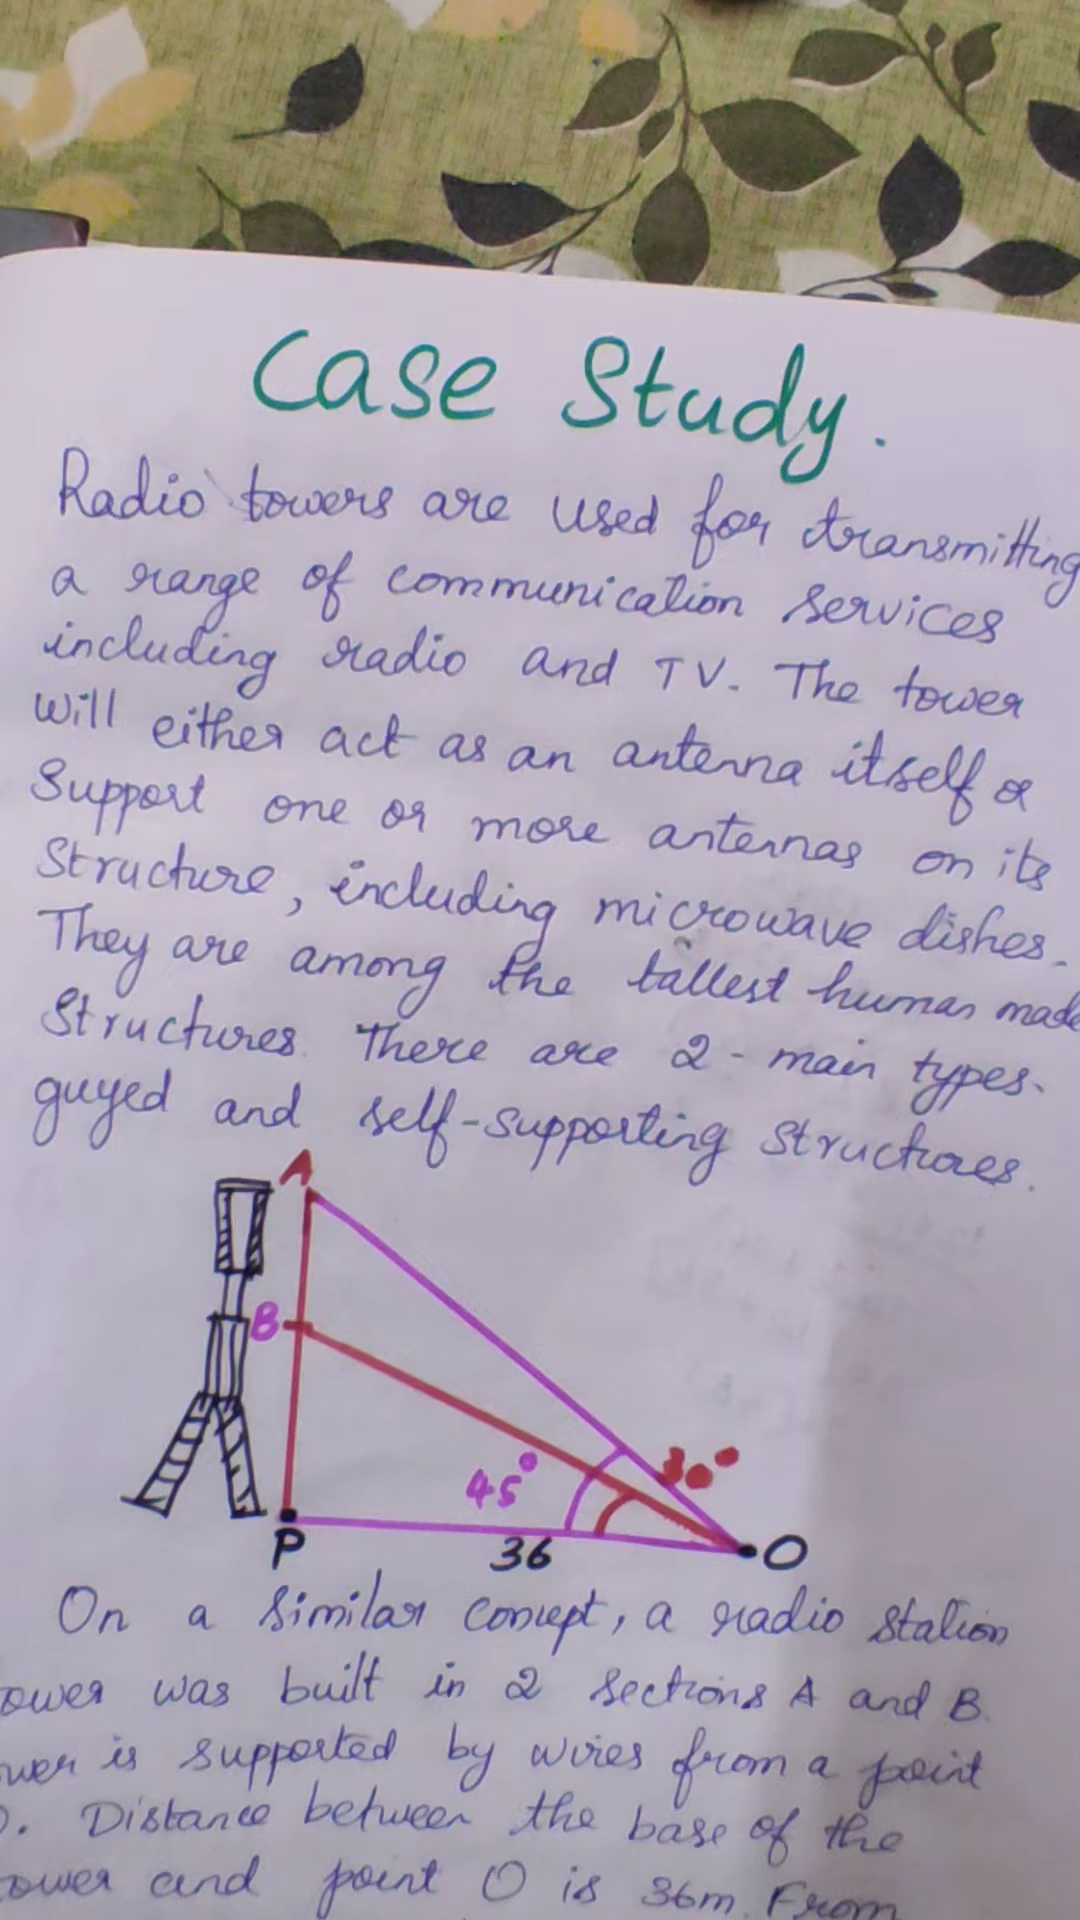 Case Study.
Radio towers are used for transmitting
a range of communication services
including radio and TV. The tower
will either act as an antenna itself or
Support one or more antennas on its
Structure, including microwave dishes.
They are among the tallest human made
Structures. There are 2 - main types.
guyed and self-supporting structures.
A
B
45° 30°
P 36 O
On a similar concept, a radio station
ower was built in 2 sections A and B.
wer is supported by wires from a point
O. Distance between the base of the
ower and point O is 36m. From